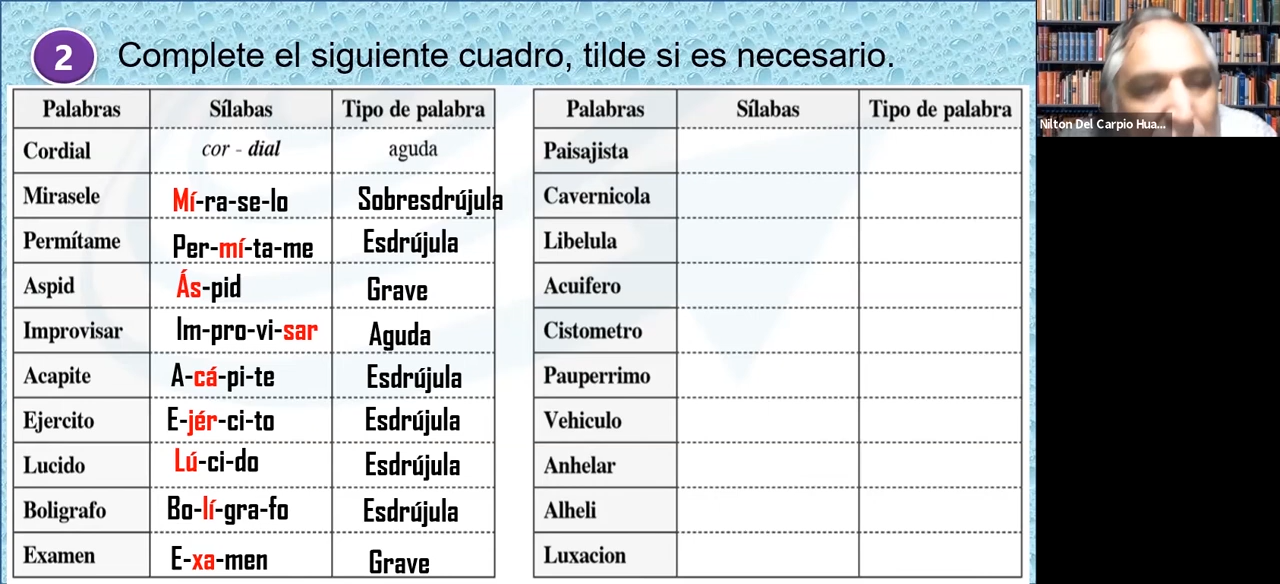 2 Complete el siguiente cuadro, tilde si es necesario.
Palabras Sílabas Tipo de palabra
Cordial cor - dial aguda
Mirasele Mí-ra-se-lo Sobresdrújula
Permítame Per-mí-ta-me Esdrújula
Aspid Ás-pid Grave
Improvisar Im-pro-vi-sar Aguda
Acapite A-cá-pi-te Esdrújula
Ejercito E-jér-ci-to Esdrújula
Lucido Lú-ci-do Esdrújula
Boligrafo Bo-lí-gra-fo Esdrújula
Examen E-xa-men Grave
Palabras Sílabas Tipo de palabra
Paisajista
Cavernicola
Libelula
Acuifero
Cistometro
Pauperrimo
Vehiculo
Anhelar
Alheli
Luxacion
Nilton Del Carpio Hua...